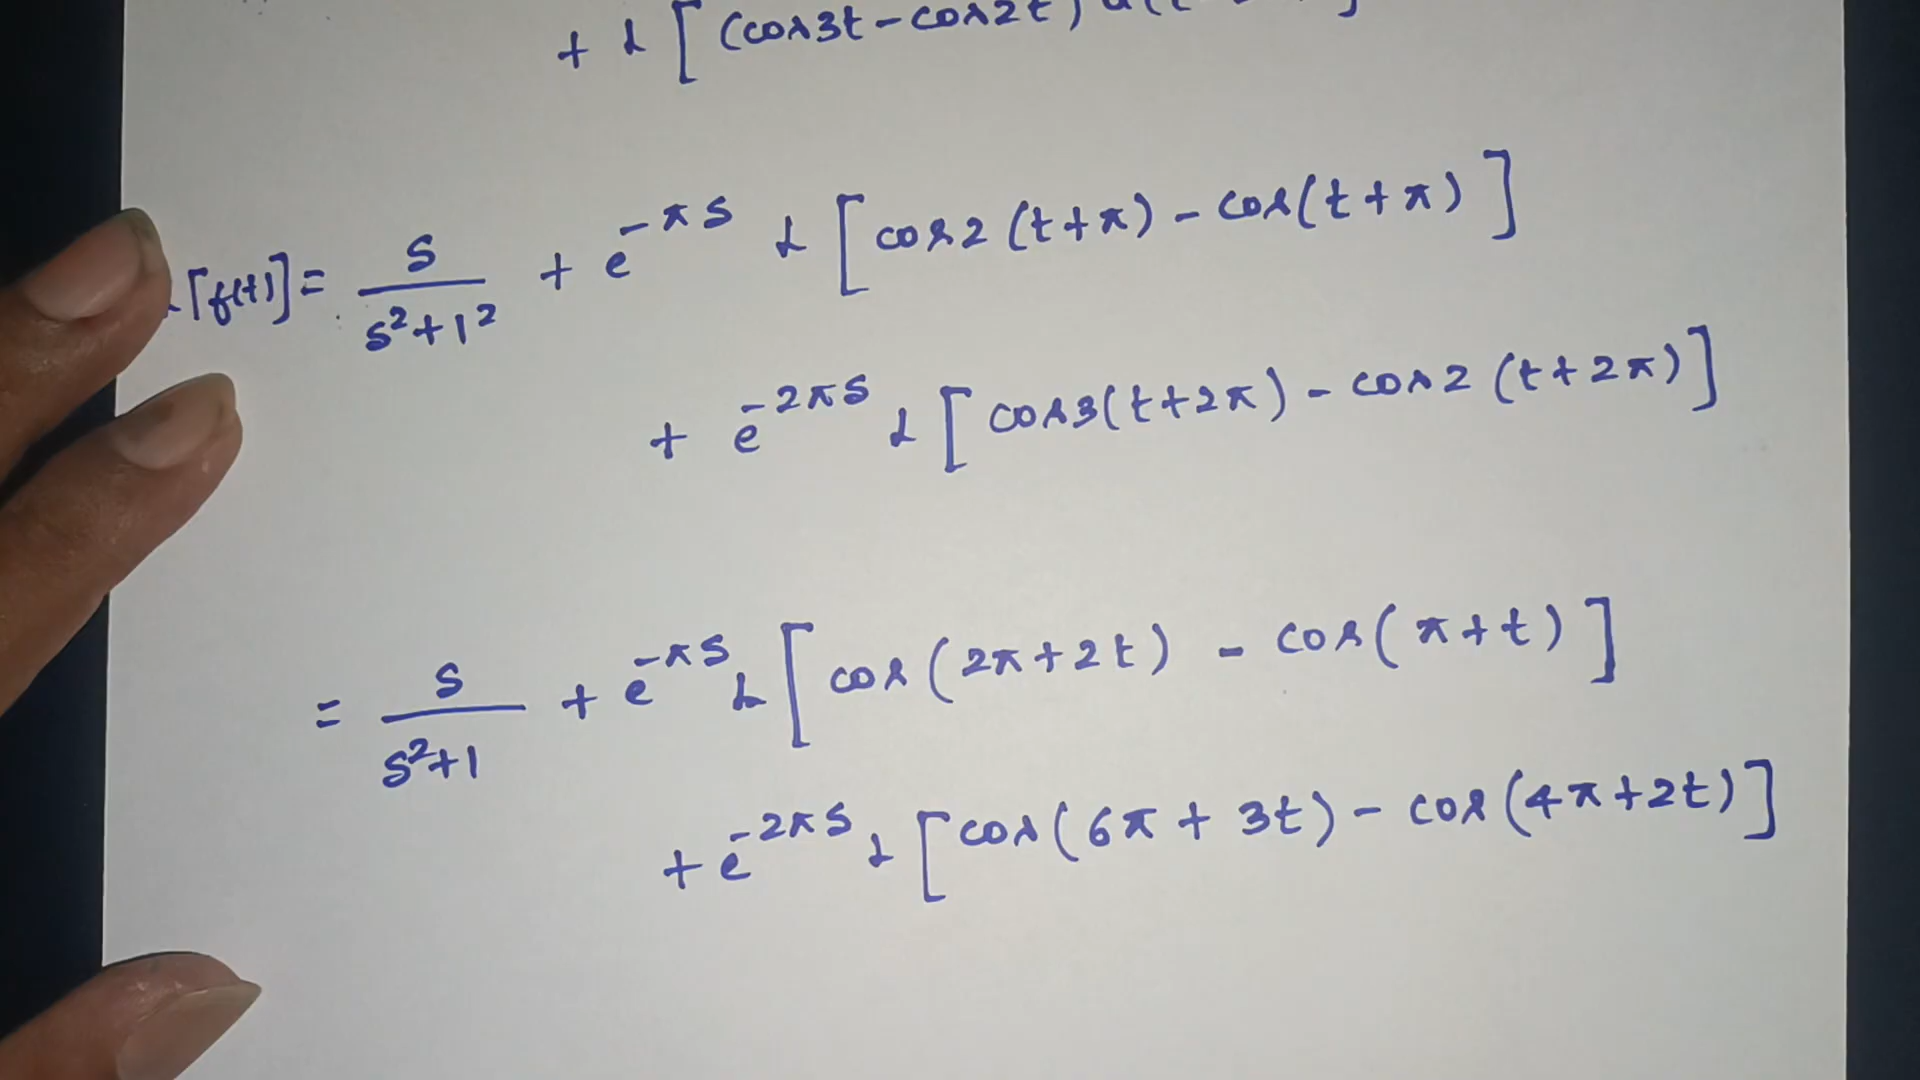 + L[(cos3t - cos2t)
L[f(t)] = s/(s²+1²) + e^(-πs) L[cos2(t+π) - cos(t+π)]
+ e^(-2πs) L[cos3(t+2π) - cos2(t+2π)]
= s/(s²+1) + e^(-πs) L[cos(2π+2t) - cos(π+t)]
+ e^(-2πs) L[cos(6π+3t) - cos(4π+2t)]